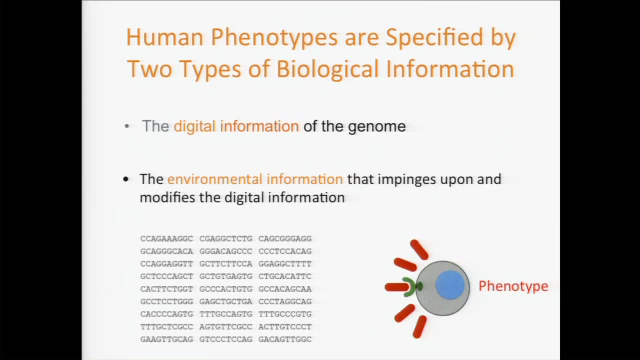 Human Phenotypes are Specified by
Two Types of Biological Information
• The digital information of the genome
• The environmental information that impinges upon and
modifies the digital information
CCAGAAAGGC CGAGGCTCTG CAGCGGGAGG
GCAGGGCACA GGGACAGCCC CCCTCCACAG
CCAGGAGGTT GCTTCTTCCA GGAGGCTTTT
GCTCCCAGCT GCTGTGAGTG CTGCACATTC
CACTTCTGGT GCCCACTGTG GCCACAGCAA
GCCTCCTGGG GAGCTGCTGA CCCTAGGCAG
CACCCCAGTG TTTGCCAGTG TTTGCCCGTG
TTTGCTCGCC AGTGTTCGCC ACTTGTCCCT
GAAGTTGCAG GTCCCTCCAG GACAGTTGGC
Phenotype